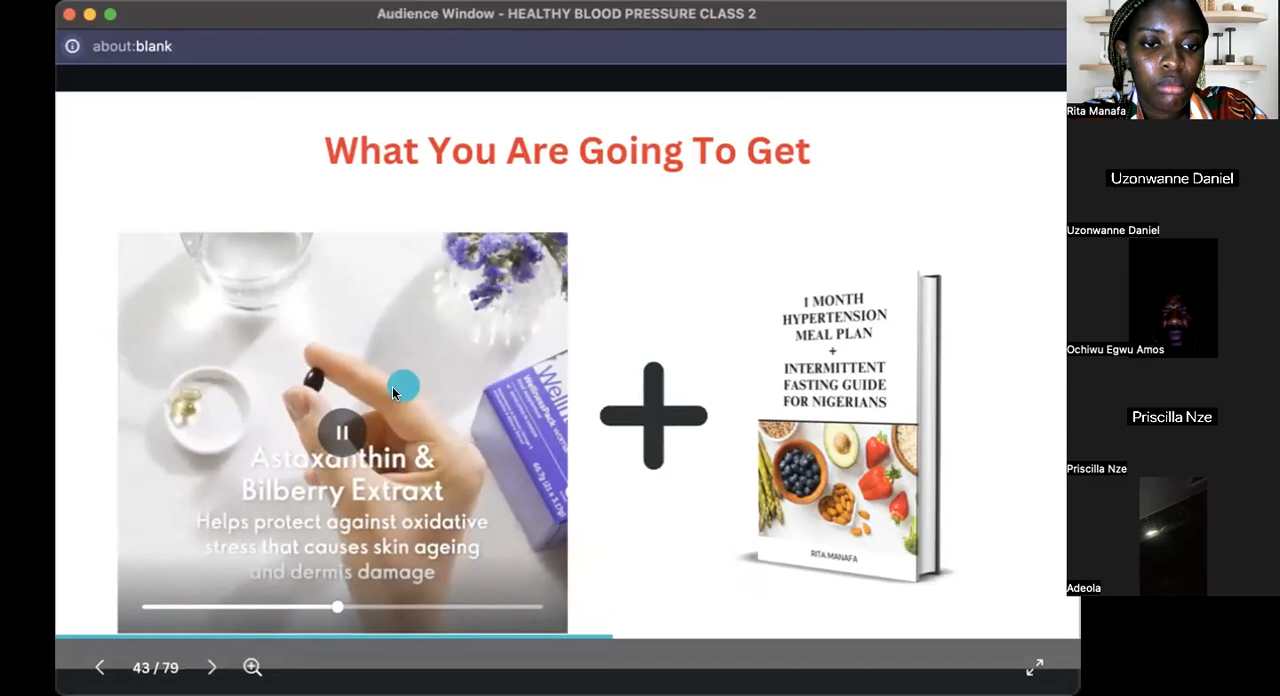 Audience Window - HEALTHY BLOOD PRESSURE CLASS 2
about:blank
What You Are Going To Get
Astaxanthin &
Bilberry Extraxt
Helps protect against oxidative
stress that causes skin ageing
and dermis damage
WellnessPack woman
1 MONTH
HYPERTENSION
MEAL PLAN
+
INTERMITTENT
FASTING GUIDE
FOR NIGERIANS
RITA MANAFA
43 / 79
Rita Manafa
Uzonwanne Daniel
Uzonwanne Daniel
Ochiwu Egwu Amos
Priscilla Nze
Priscilla Nze
Adeola